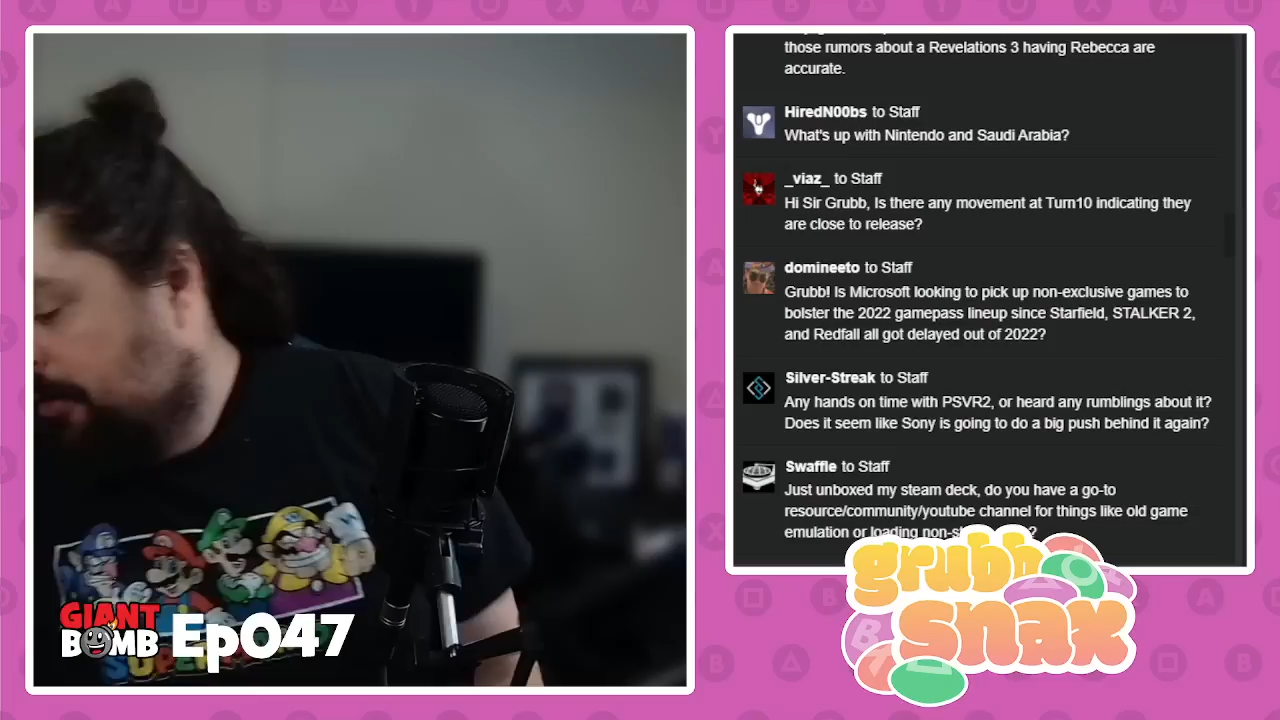 those rumors about a Revelations 3 having Rebecca are
accurate.
HiredN00bs to Staff
What's up with Nintendo and Saudi Arabia?
_viaz_ to Staff
Hi Sir Grubb, Is there any movement at Turn10 indicating they
are close to release?
domineeto to Staff
Grubb! Is Microsoft looking to pick up non-exclusive games to
bolster the 2022 gamepass lineup since Starfield, STALKER 2,
and Redfall all got delayed out of 2022?
Silver-Streak to Staff
Any hands on time with PSVR2, or heard any rumblings about it?
Does it seem like Sony is going to do a big push behind it again?
Swaffle to Staff
Just unboxed my steam deck, do you have a go-to
resource/community/youtube channel for things like old game
emulation or loading
grubb
snax
GIANT
BOMB Ep047
SUPER